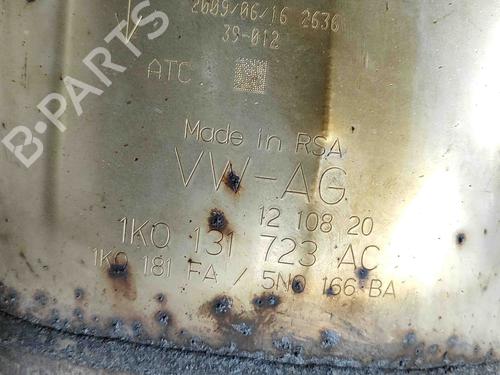 2009/06/16 2636
39-012
ATC
Made in RSA
VW-AG
12 108 20
1K0 131 723 AC
1K0 181 FA / 5N0 166 BA
B-PARTS